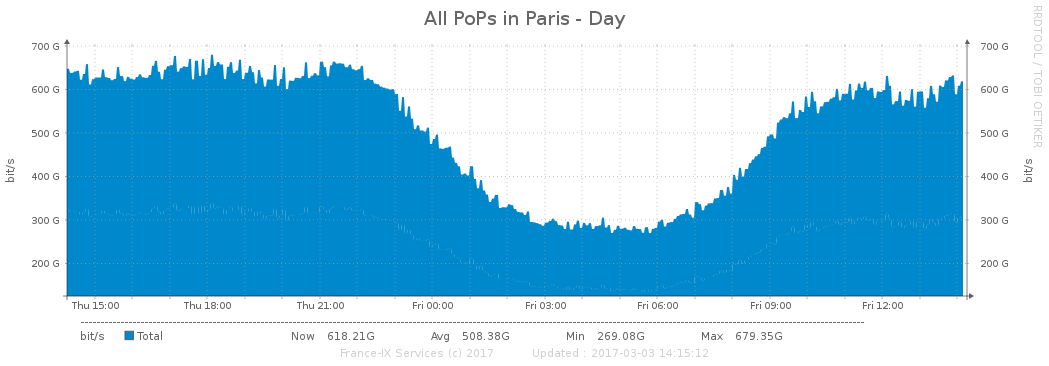 All PoPs in Paris - Day
RRDTOOL / TOBI OETIKER
700 G 700 G
600 G 600 G
500 G 500 G
400 G 400 G
300 G 300 G
200 G 200 G
bit/s
bit/s
Thu 15:00 Thu 18:00 Thu 21:00 Fri 00:00 Fri 03:00 Fri 06:00 Fri 09:00 Fri 12:00
bit/s Total Now 618.21G Avg 508.38G Min 269.08G Max 679.35G
France-IX Services (c) 2017 Updated : 2017-03-03 14:15:12